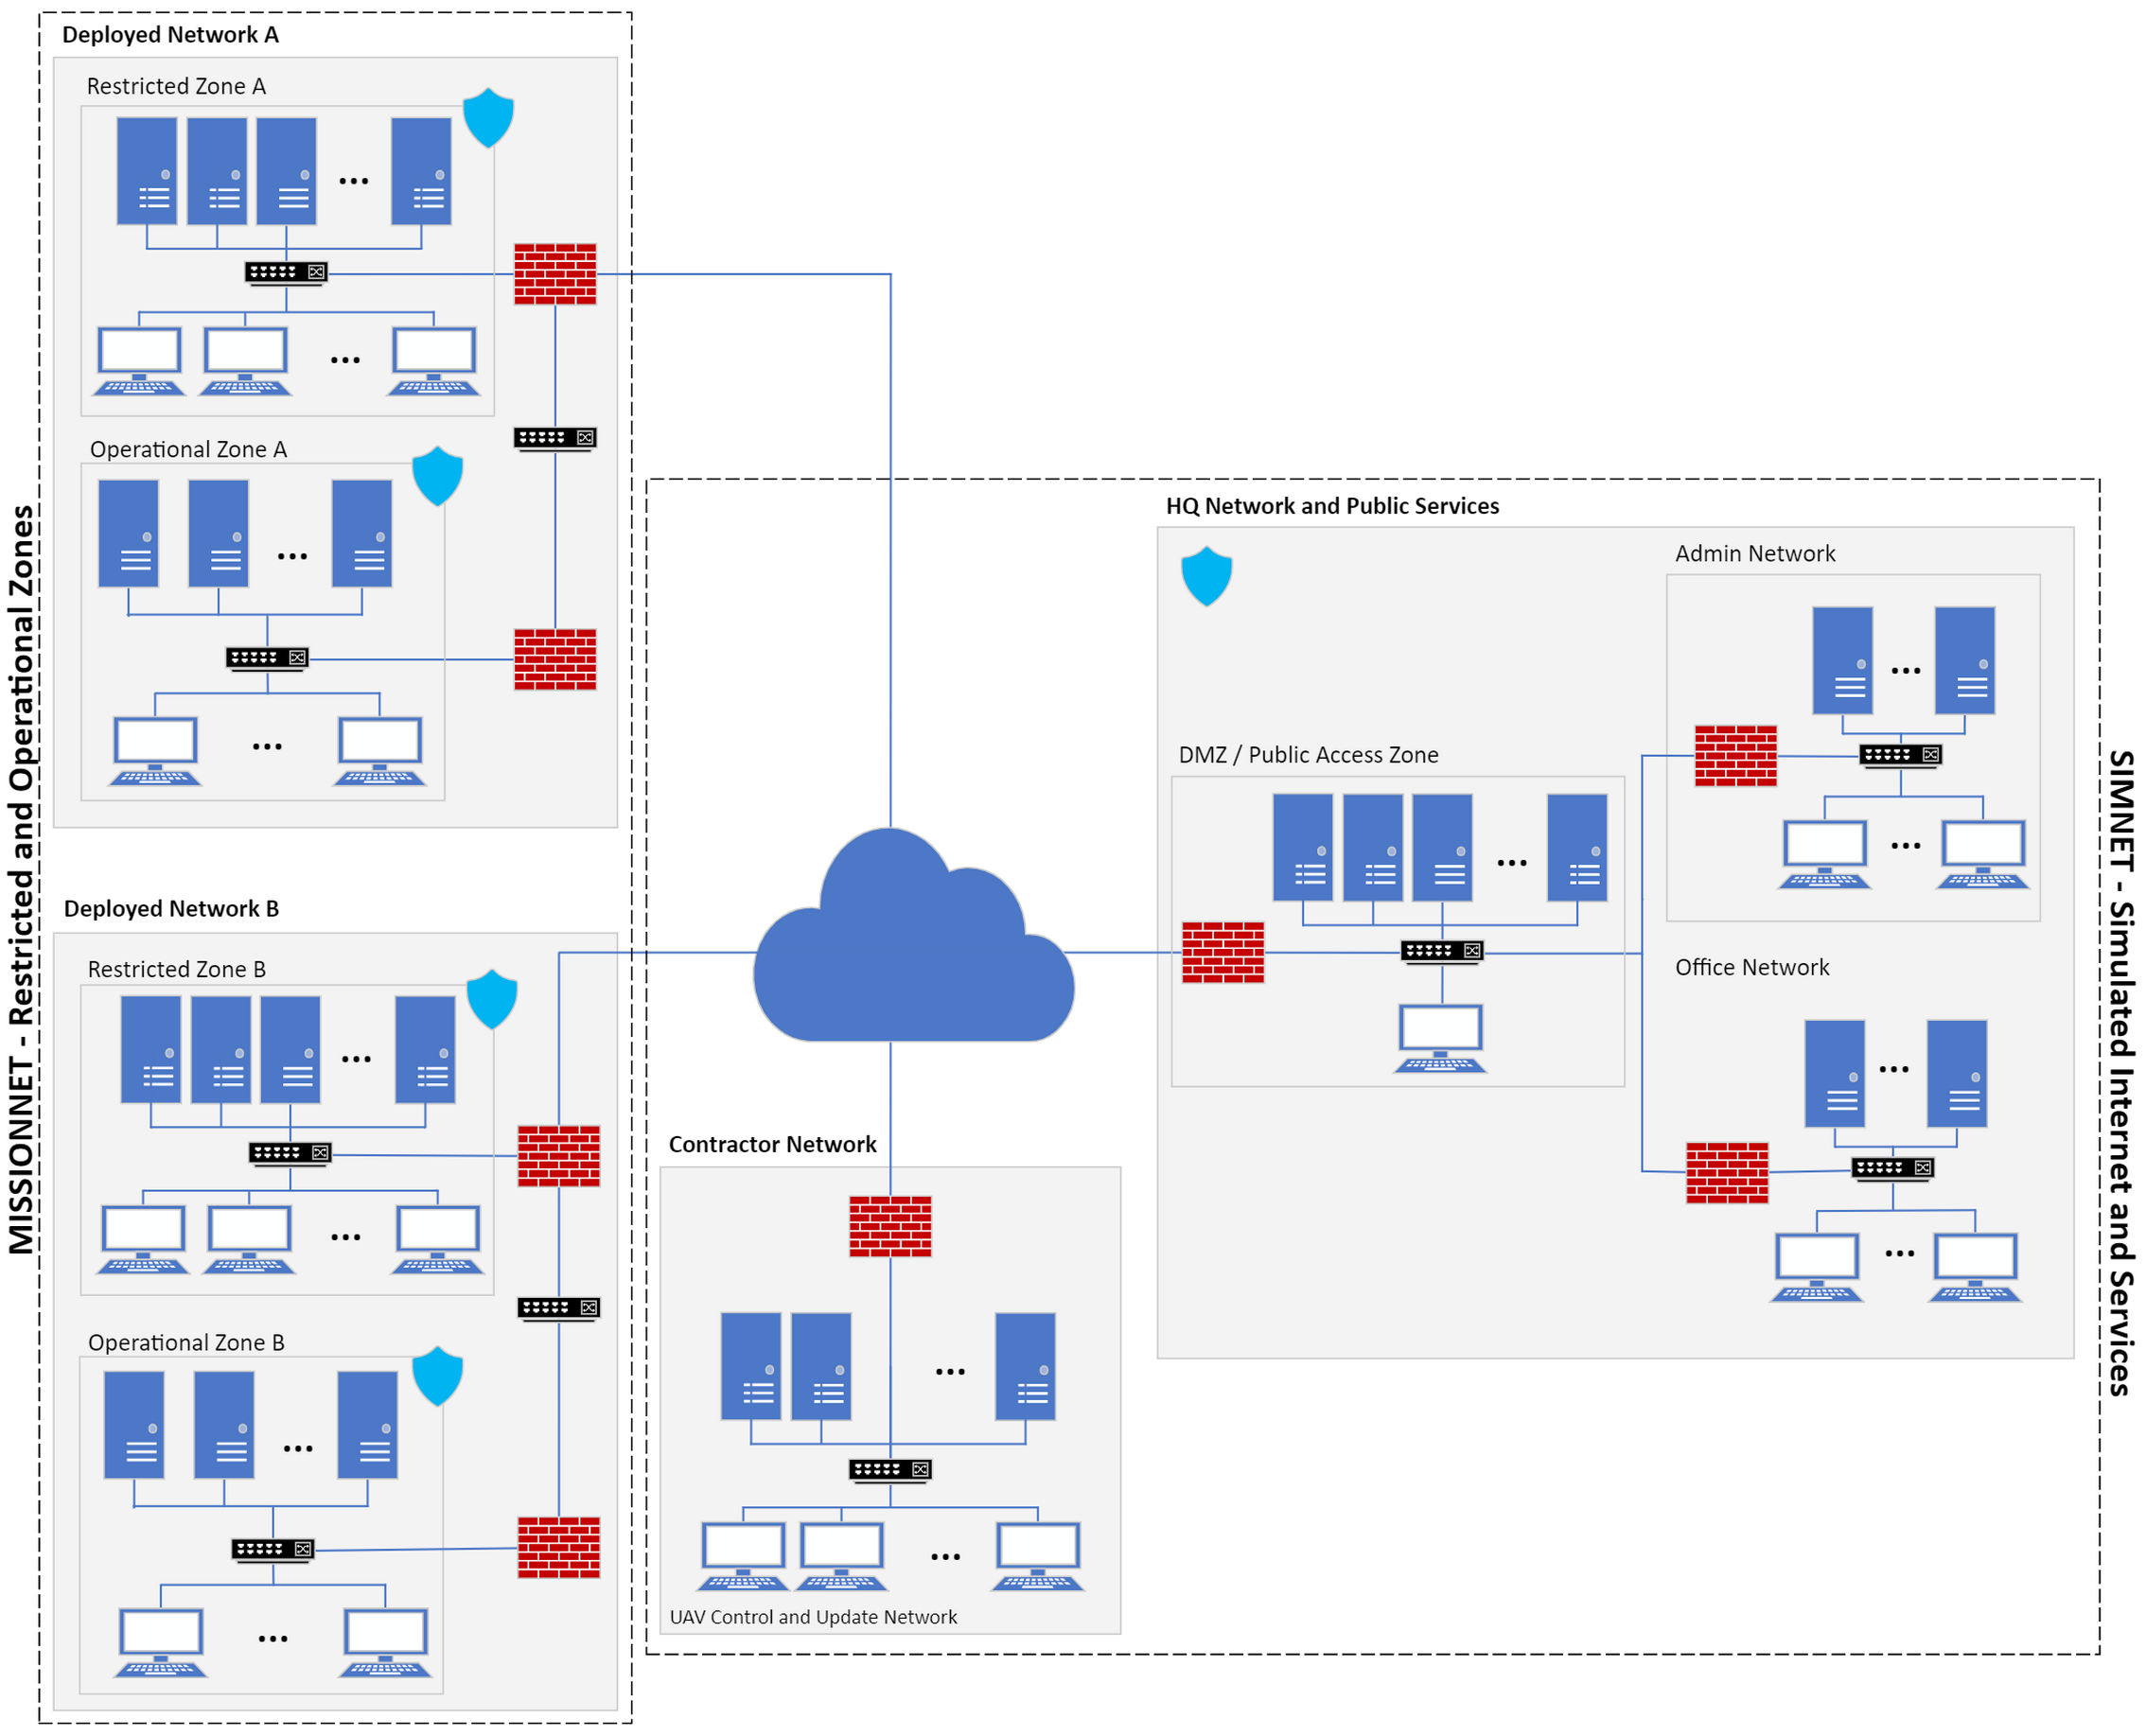 Deployed Network A
Restricted Zone A
Operational Zone A
MISSIONNET - Restricted and Operational Zones
Deployed Network B
Restricted Zone B
Operational Zone B
HQ Network and Public Services
Admin Network
DMZ / Public Access Zone
Office Network
Contractor Network
UAV Control and Update Network
SIMNET - Simulated Internet and Services